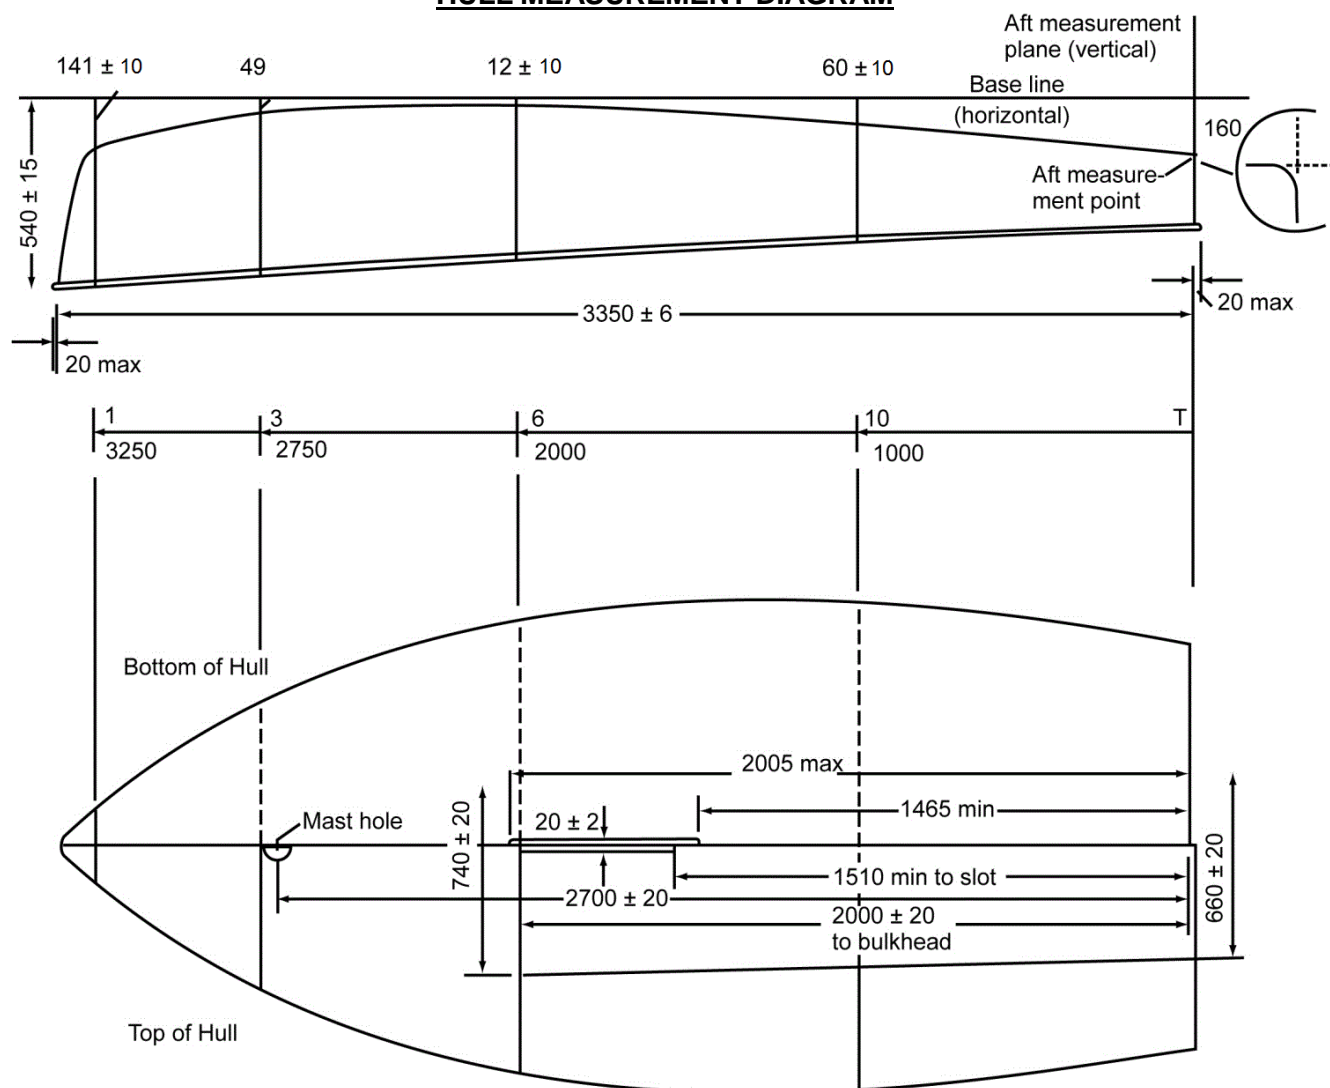 HULL MEASUREMENT DIAGRAM
Aft measurement
plane (vertical)
141 ± 10
49
12 ± 10
60 ± 10
Base line
(horizontal)
160
540 ± 15
Aft measure-
ment point
3350 ± 6
20 max
20 max
1
3
6
10
T
3250
2750
2000
1000
Bottom of Hull
2005 max
1465 min
Mast hole
20 ± 2
740 ± 20
1510 min to slot
660 ± 20
2700 ± 20
2000 ± 20
to bulkhead
Top of Hull